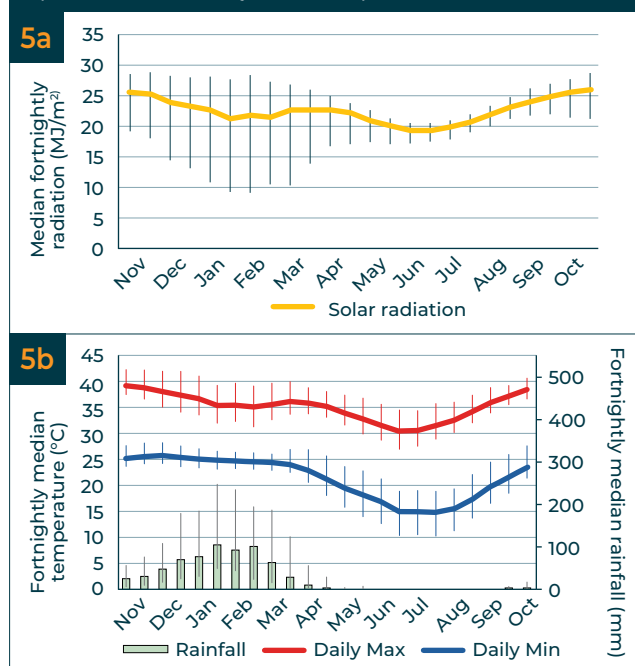 5a
Median fortnightly
radiation (MJ/m²)
35
30
25
20
15
10
5
0
Nov
Dec
Jan
Feb
Mar
Apr
May
Jun
Jul
Aug
Sep
Oct
Solar radiation
5b
Fortnightly median
temperature (°C)
45
40
35
30
25
20
15
10
5
0
500
400
300
200
100
0
Fortnightly median rainfall (mm)
Nov
Dec
Jan
Feb
Mar
Apr
May
Jun
Jul
Aug
Sep
Oct
Rainfall
Daily Max
Daily Min